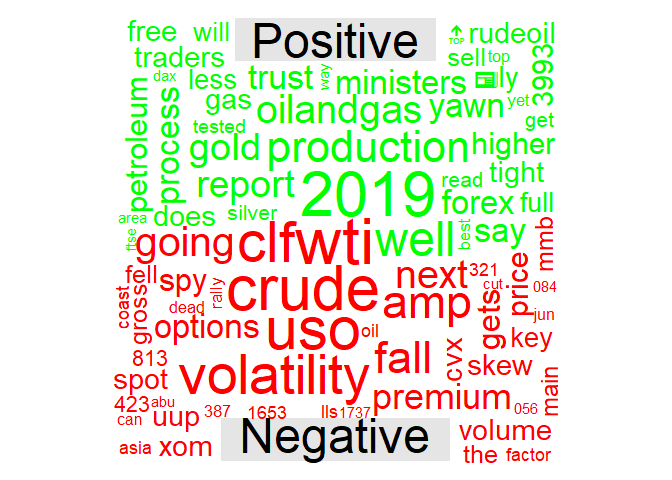 free will Positive TOP rudeoil
traders sell top
dax less trust way ministers ly 3993
petroleum process gas oilandgas yawn yet
tested get
gold production higher
report 2019 read tight
area does silver forex full
ftse going clfwti well best say
fell spy crude next 321 mmb
coast gross rally amp cut price 084
dead gets jun
options uso oil key
813 volatility fall .cvx skew
spot premium main
423 abu 387 1653 lls 1737 056
can uup volume
asia xom Negative the factor